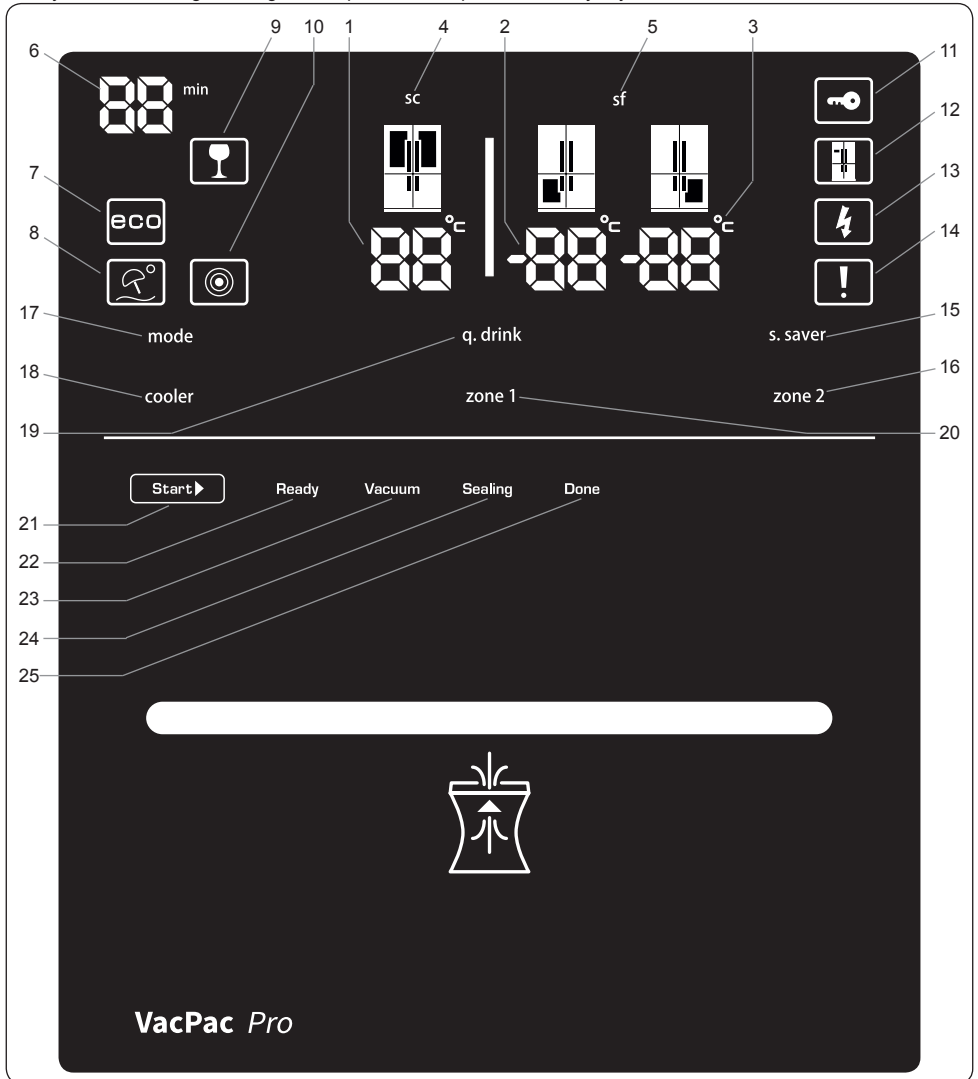 9 10 1 4 2 5 3
6 11
88 min
sc sf
12
7 13
eco
8 14
88 °c -88 °c -88 °c
17 15
mode q. drink s. saver
18 16
cooler zone 1 zone 2
19 20
Start Ready Vacuum Sealing Done
21
22
23
24
25
VacPac Pro